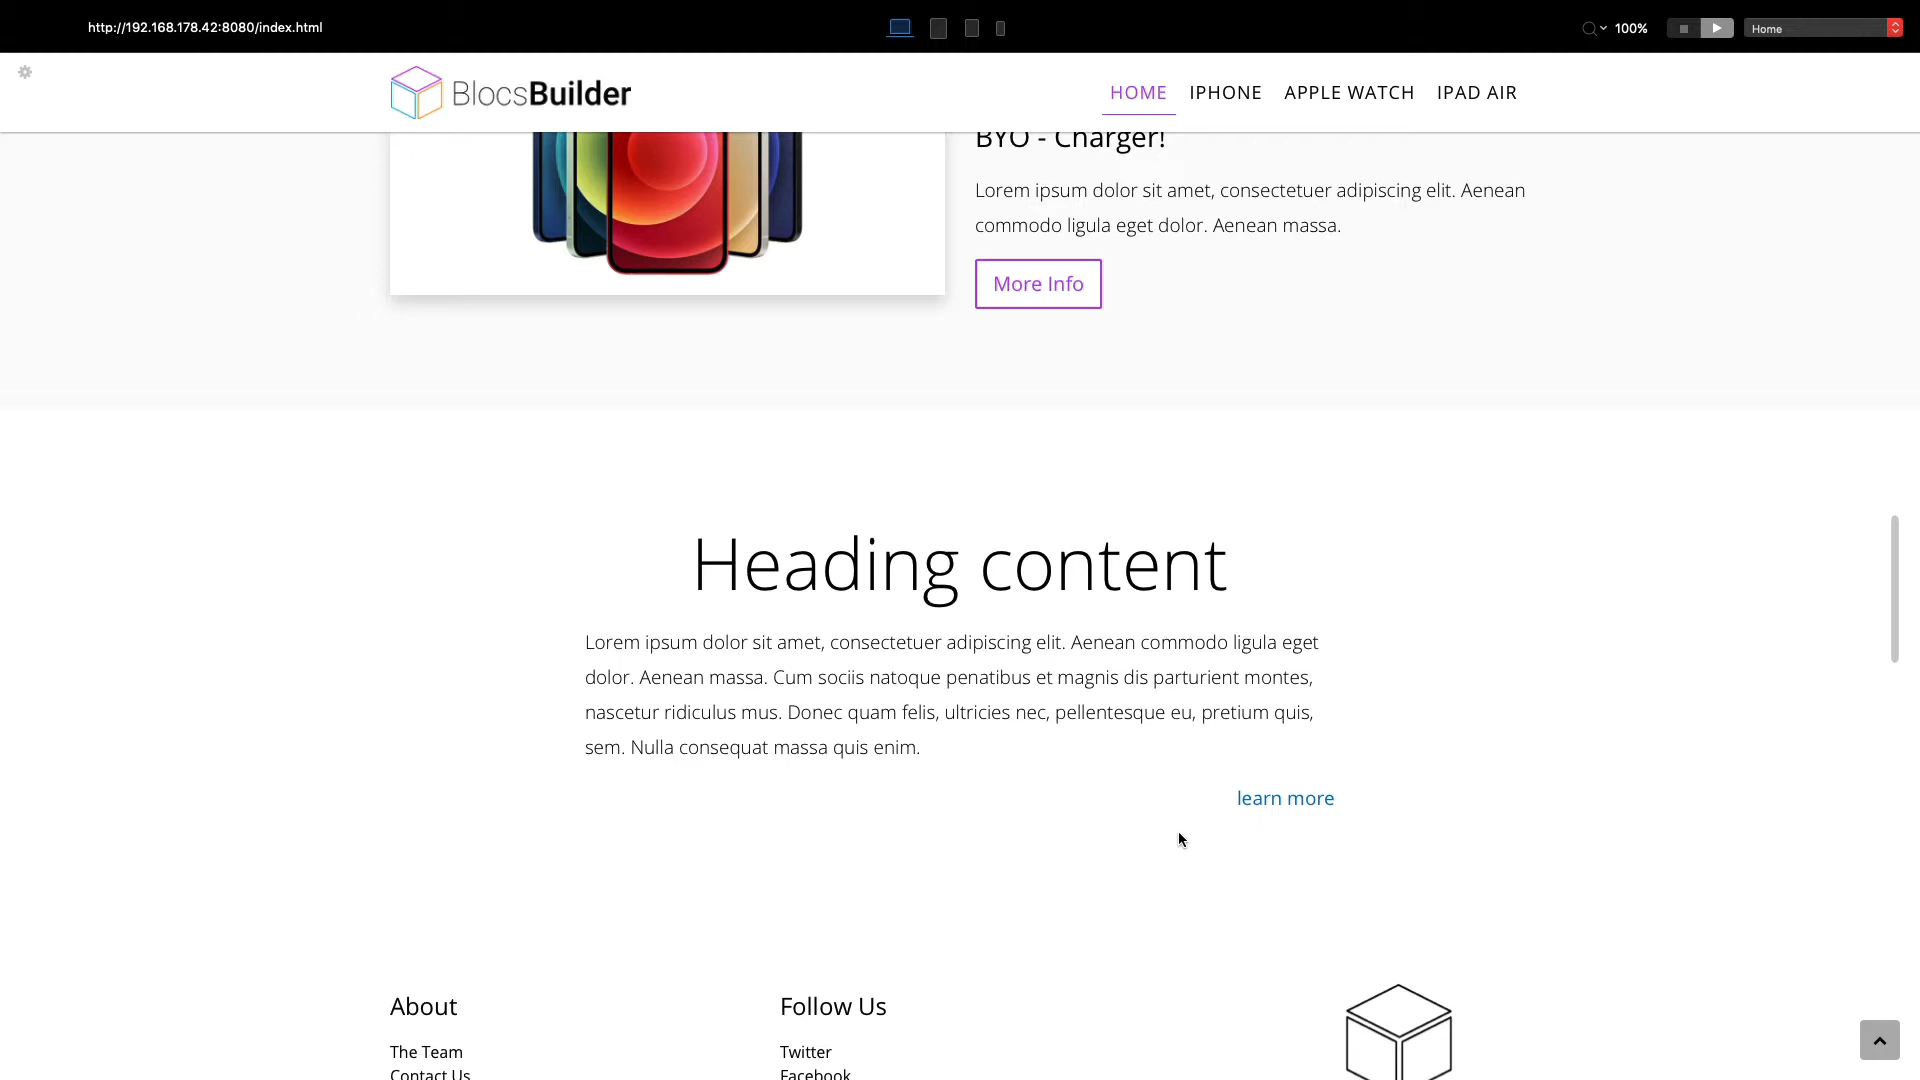 http://192.168.178.42:8080/index.html
100%
Home
BlocsBuilder
HOME IPHONE APPLE WATCH IPAD AIR
BYO - Charger!
Lorem ipsum dolor sit amet, consectetuer adipiscing elit. Aenean
commodo ligula eget dolor. Aenean massa.
More Info
Heading content
Lorem ipsum dolor sit amet, consectetuer adipiscing elit. Aenean commodo ligula eget
dolor. Aenean massa. Cum sociis natoque penatibus et magnis dis parturient montes,
nascetur ridiculus mus. Donec quam felis, ultricies nec, pellentesque eu, pretium quis,
sem. Nulla consequat massa quis enim.
learn more
About
The Team
Contact Us
Follow Us
Twitter
Facebook